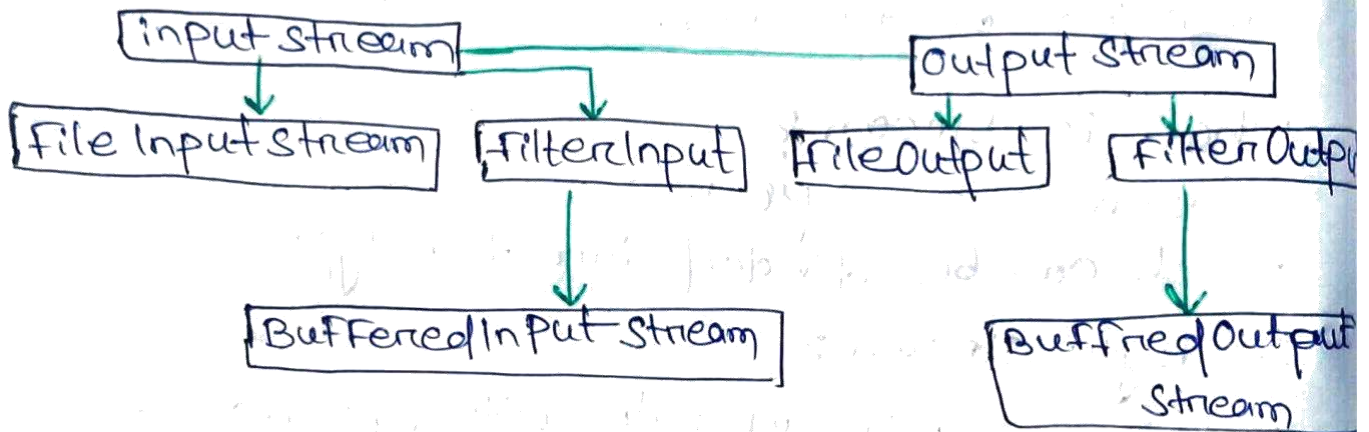 input stream
output stream
File Input stream
FilterInput
FileOutput
FilterOutpu
BufferedInput Stream
BuffredOutput
Stream